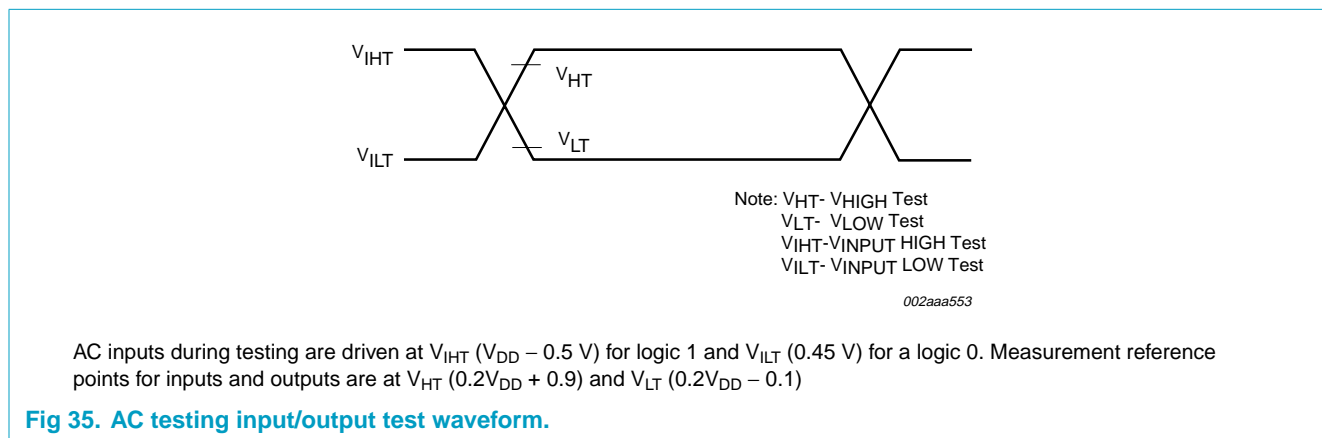 VIHT
VHT
VLT
VILT
Note: VHT- VHIGH Test
VLT- VLOW Test
VIHT-VINPUT HIGH Test
VILT- VINPUT LOW Test
002aaa553
AC inputs during testing are driven at VIHT (VDD − 0.5 V) for logic 1 and VILT (0.45 V) for a logic 0. Measurement reference
points for inputs and outputs are at VHT (0.2VDD + 0.9) and VLT (0.2VDD − 0.1)
Fig 35. AC testing input/output test waveform.